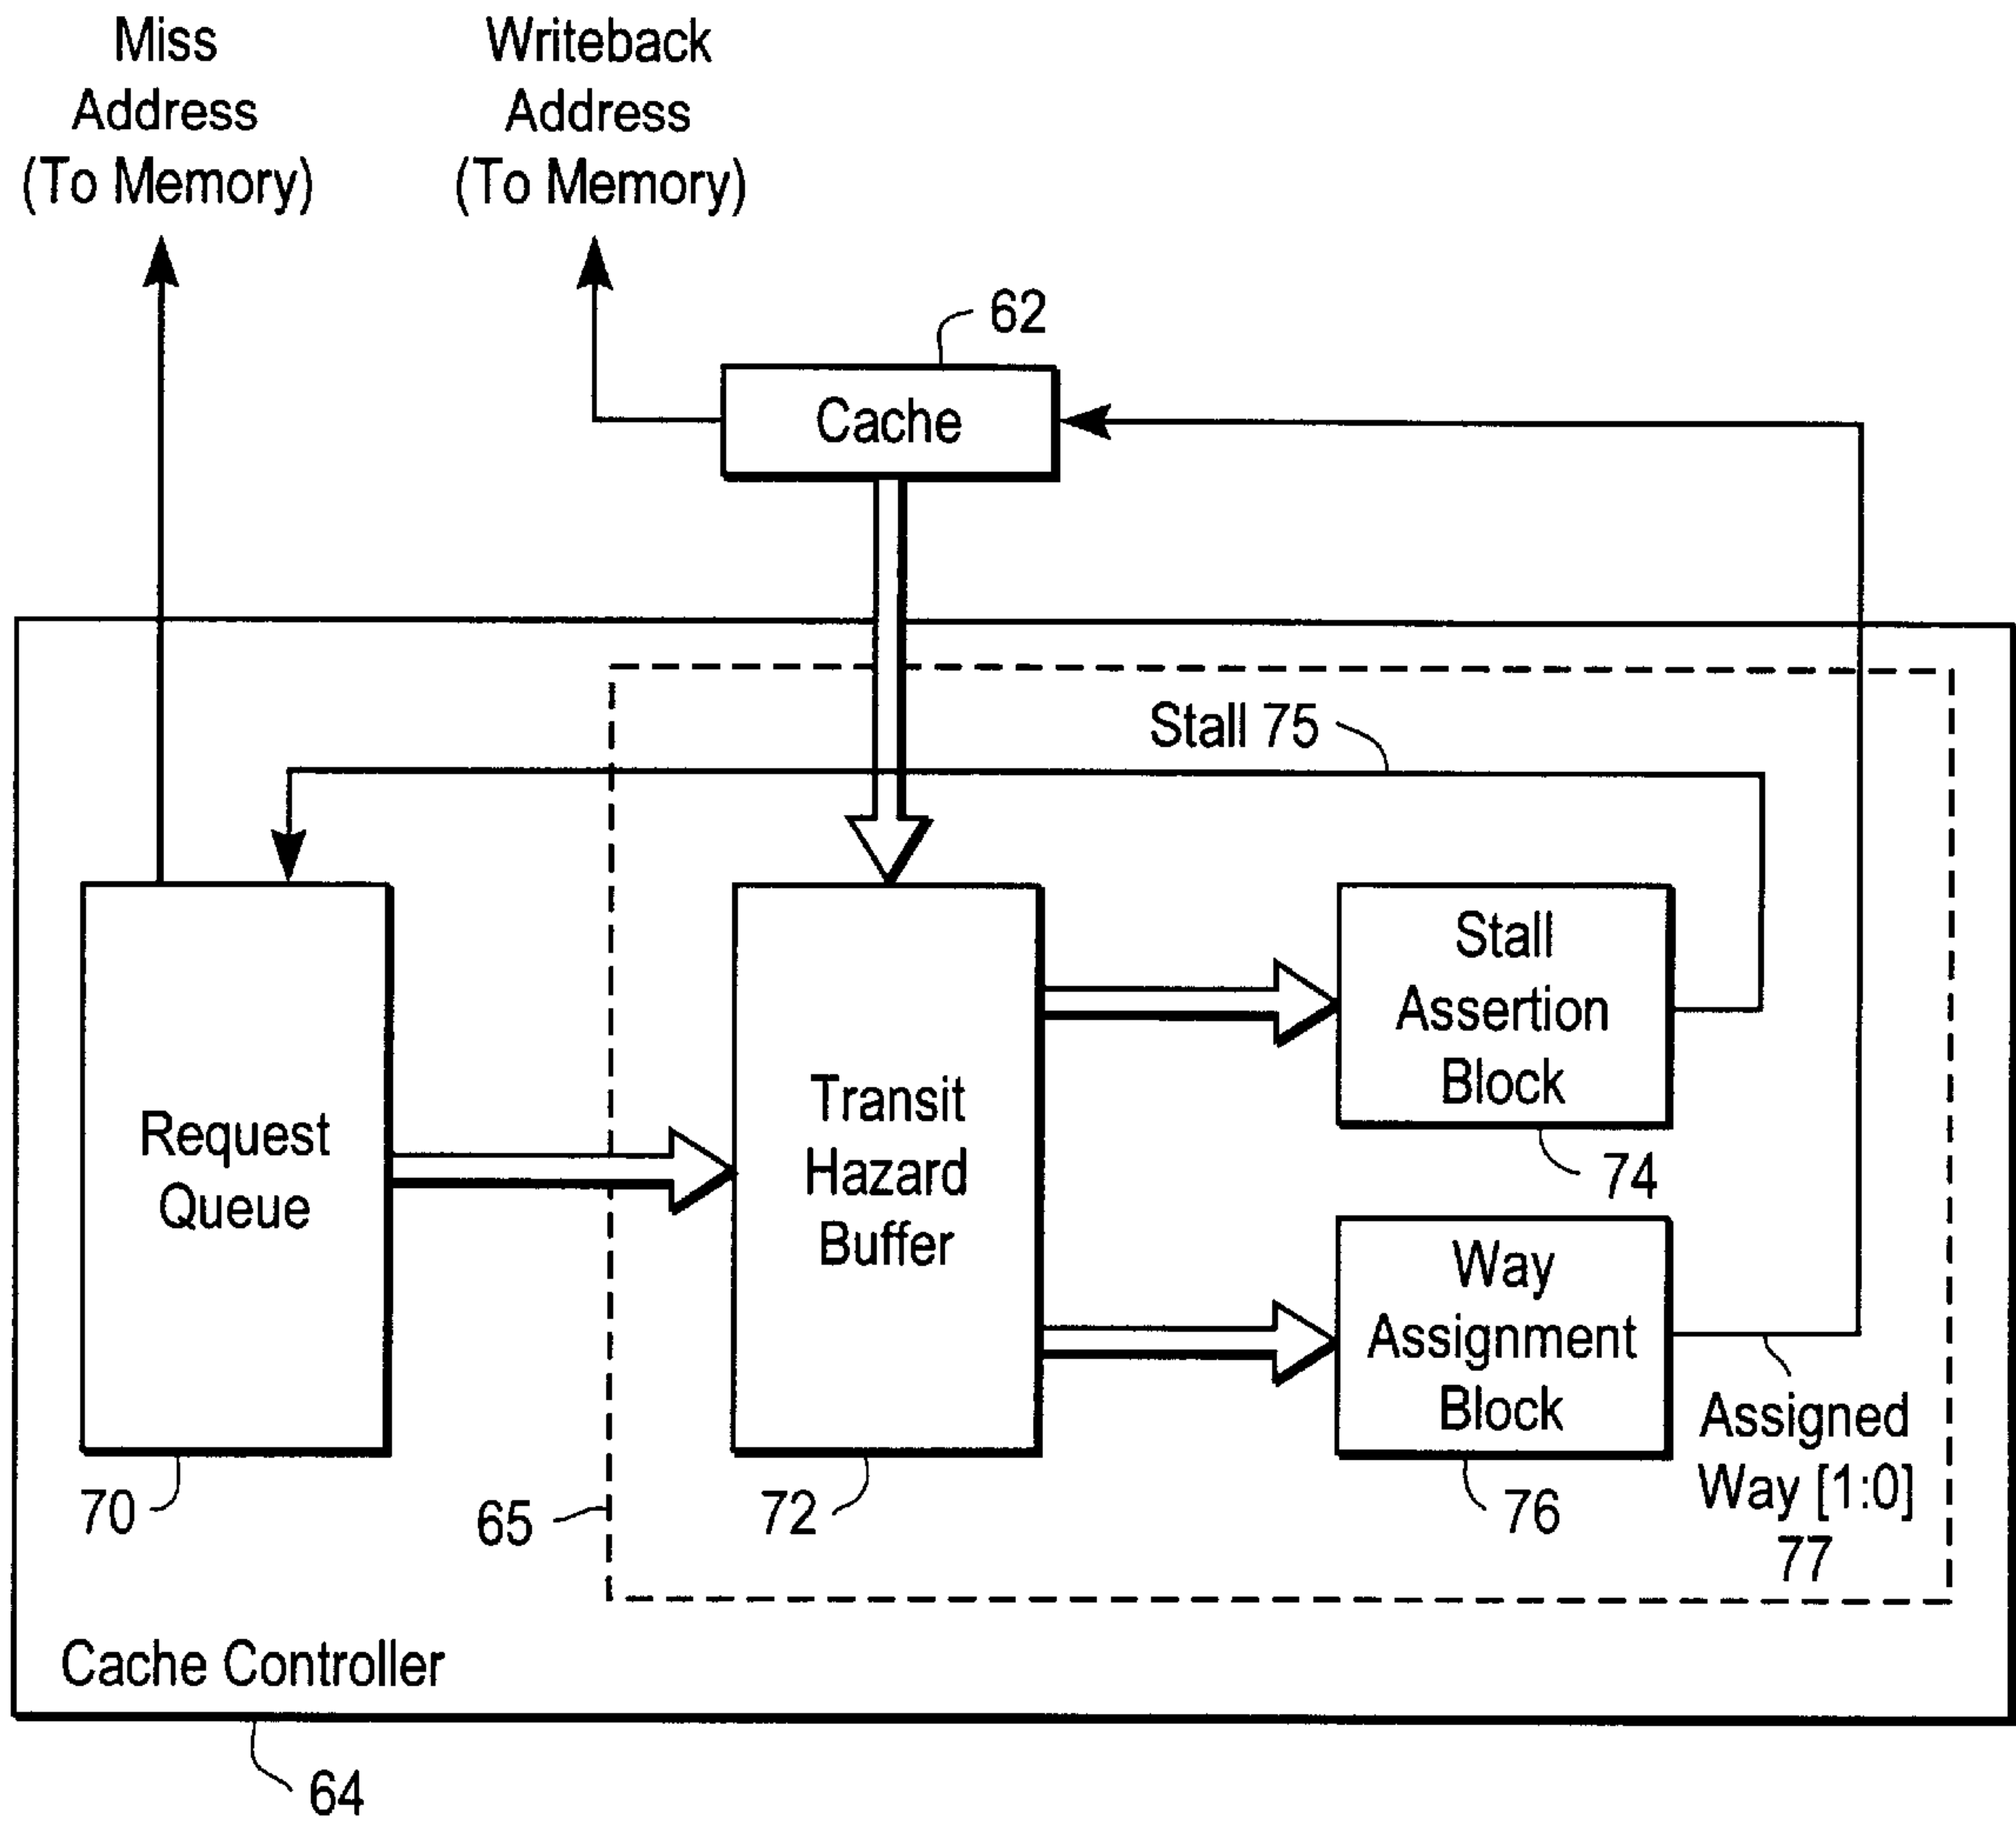 Miss
Address
(To Memory)
Writeback
Address
(To Memory)
62
Cache
Stall 75
Request
Queue
70
Transit
Hazard
Buffer
72
Stall
Assertion
Block
74
Way
Assignment
Block
76
Assigned
Way [1:0]
77
65
Cache Controller
64